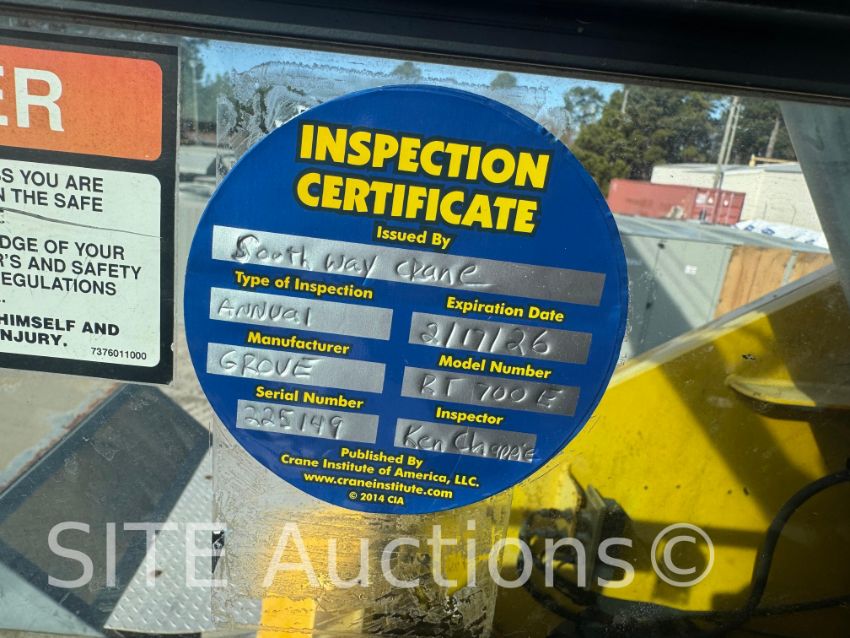 ER
SS YOU ARE
N THE SAFE
DGE OF YOUR
R'S AND SAFETY
EGULATIONS
HIMSELF AND
NJURY.
7376011000
INSPECTION
CERTIFICATE
Issued By
South way crane
Type of Inspection
Expiration Date
ANNUAl
2/17/26
Manufacturer
Model Number
GROVE
RT 700 E
Serial Number
Inspector
225149
Ken
Published By
Crane Institute of America, LLC.
www.craneinstitute.com
© 2014 CIA
SITE Auctions©